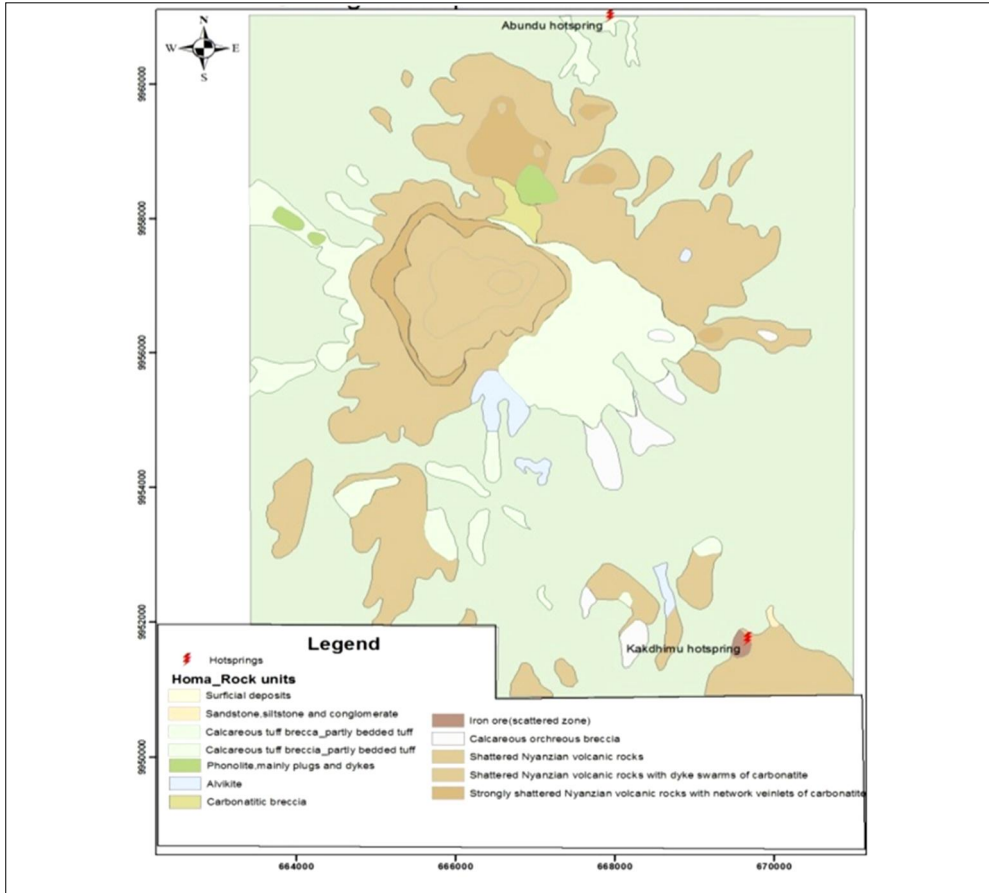 N
W E
S
Abundu hotspring
9960000
9958000
9956000
9954000
9952000
9950000
Kakdhimu hotspring
Legend
Hotsprings
Homa_Rock units
Surficial deposits
Sandstone,siltstone and conglomerate
Calcareous tuff brecca_partly bedded tuff
Calcareous tuff breccia_partly bedded tuff
Phonolite,mainly plugs and dykes
Alvikite
Carbonatitic breccia
Iron ore(scattered zone)
Calcareous orchreous breccia
Shattered Nyanzian volcanic rocks
Shattered Nyanzian volcanic rocks with dyke swarms of carbonatite
Strongly shattered Nyanzian volcanic rocks with network veinlets of carbonatite
664000 666000 668000 670000